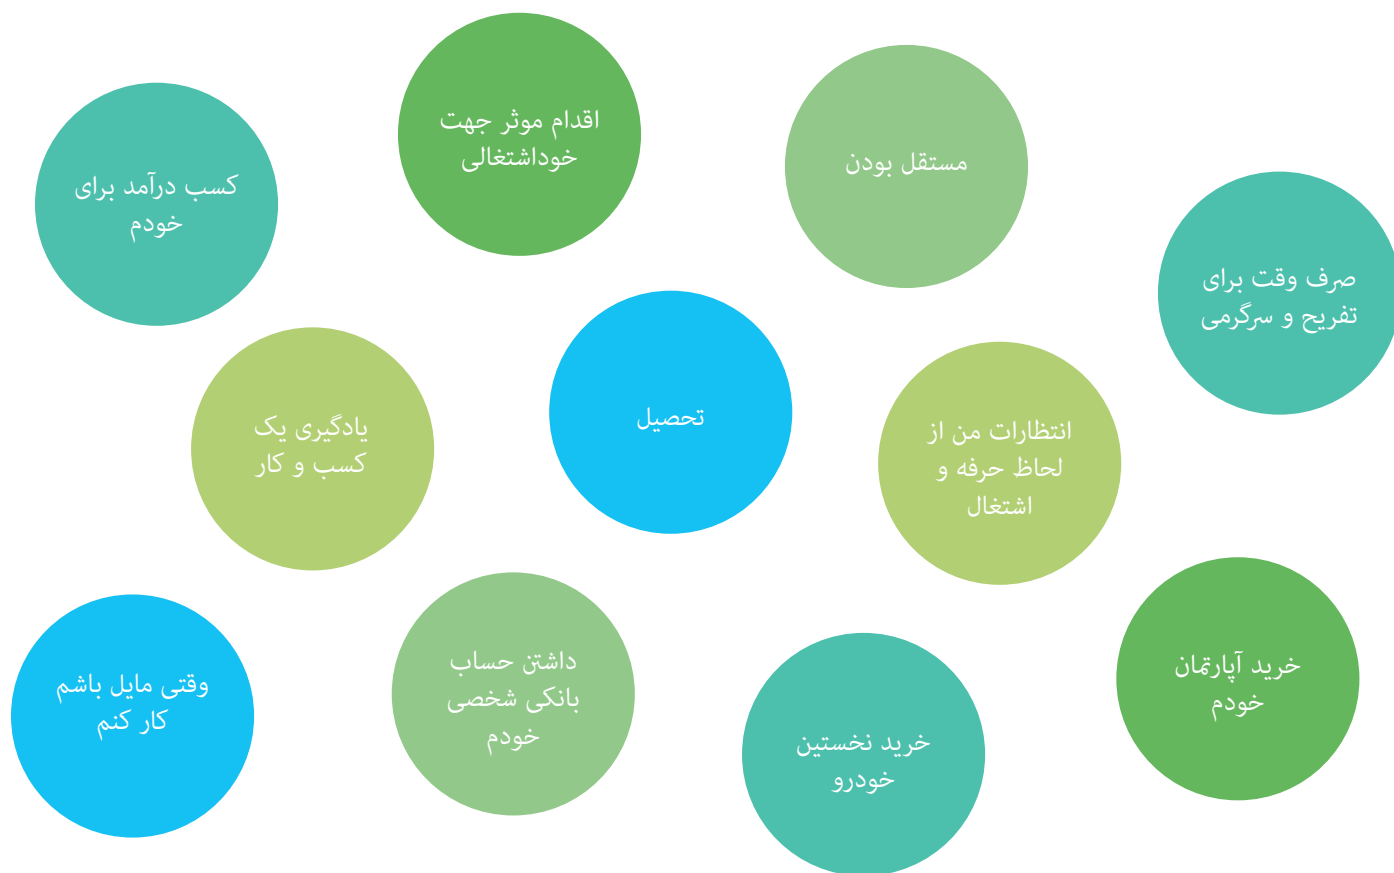 اقدام موثر جهت
خوداشتغالی
مستقل بودن
کسب درآمد برای
خودم
صرف وقت برای
تفریح و سرگرمی
تحصیل
یادگیری یک
کسب و کار
انتظارات من از
لحاظ حرفه و
اشتغال
داشتن حساب
بانکی شخصی
خودم
خرید آپارتمان
خودم
وقتی مایل باشم
کار کنم
خرید نخستین
خودرو